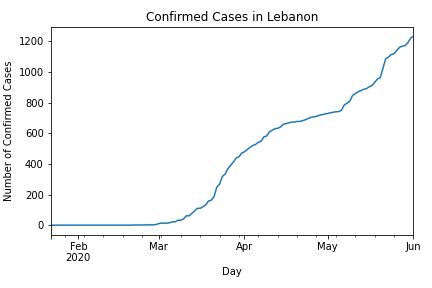 Confirmed Cases in Lebanon
Number of Confirmed Cases
1200
1000
800
600
400
200
0
Feb Mar Apr May Jun
2020
Day